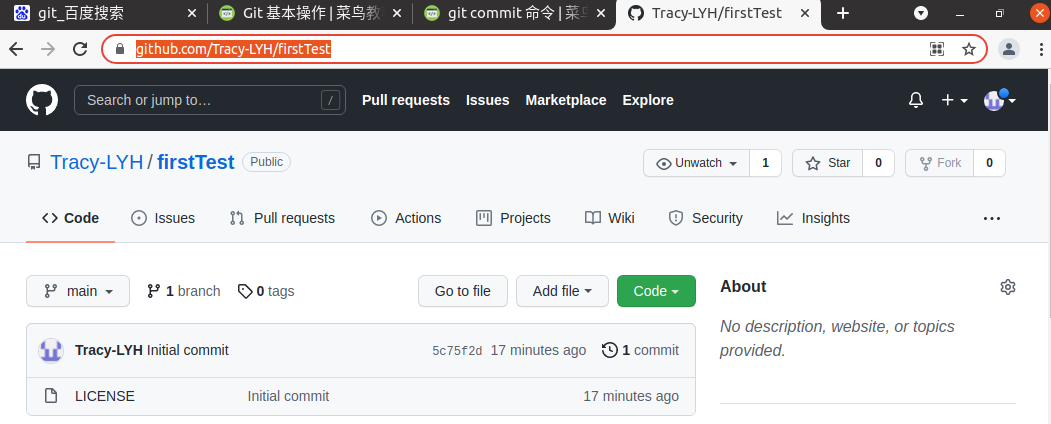 git_百度搜索 Git 基本操作 | 菜鸟教 git commit 命令 | 菜鸟 Tracy-LYH/firstTest
github.com/Tracy-LYH/firstTest
Search or jump to… / Pull requests Issues Marketplace Explore
Tracy-LYH / firstTest Public Unwatch 1 Star 0 Fork 0
Code Issues Pull requests Actions Projects Wiki Security Insights
main 1 branch 0 tags Go to file Add file Code About
No description, website, or topics
provided.
Tracy-LYH Initial commit 5c75f2d 17 minutes ago 1 commit
LICENSE Initial commit 17 minutes ago